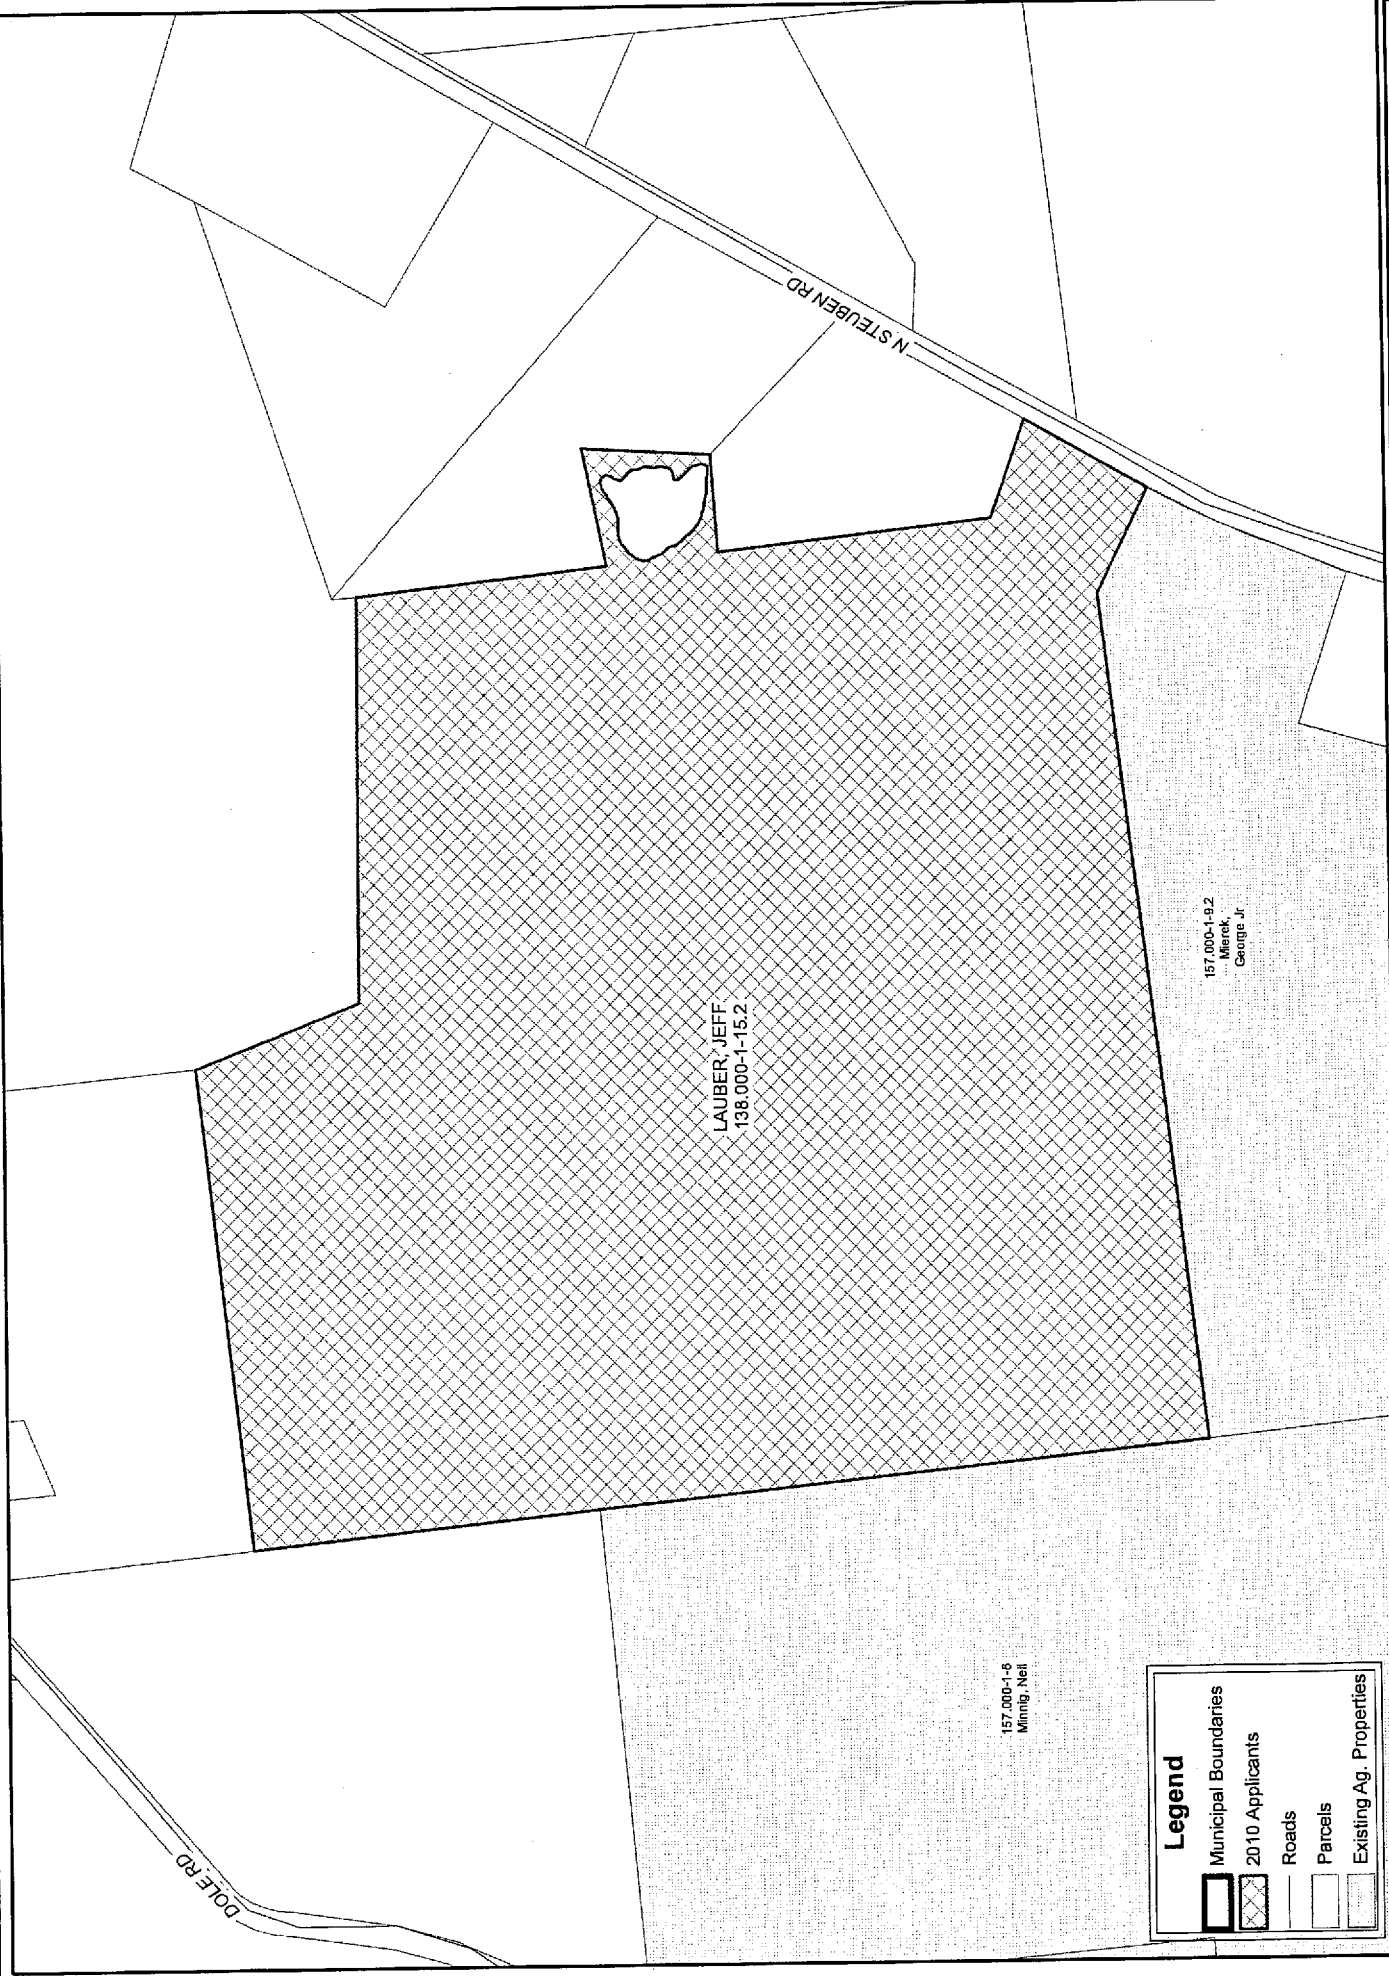 DOLE RD
N STEUBEN RD
LAUBER, JEFF
138.000-1-15.2
157.000-1-9.2
Mierek,
George Jr
157.000-1-6
Minnig, Neil
Legend
Municipal Boundaries
2010 Applicants
Roads
Parcels
Existing Ag. Properties